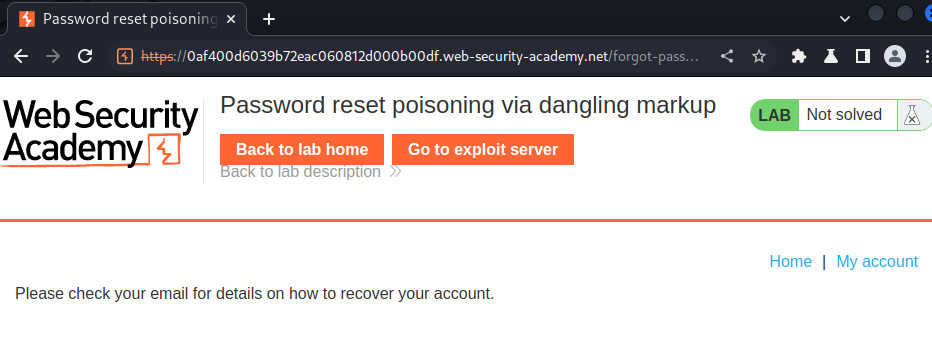 Password reset poisoning
https://0af400d6039b72eac060812d000b00df.web-security-academy.net/forgot-pass...
Web Security
Academy
Password reset poisoning via dangling markup
LAB Not solved
Back to lab home Go to exploit server
Back to lab description
Home | My account
Please check your email for details on how to recover your account.